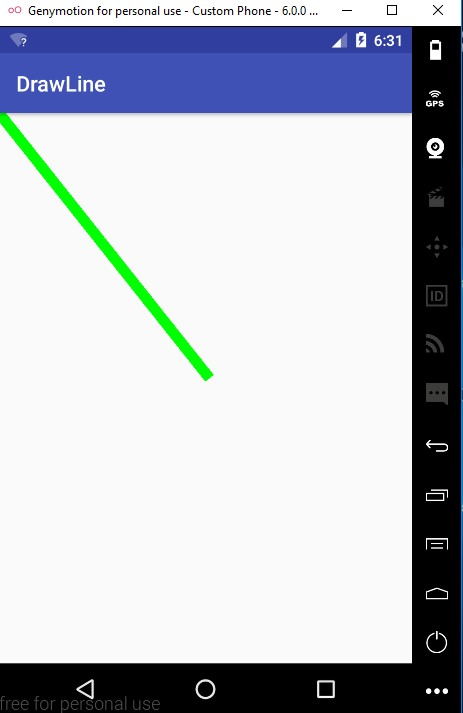 Genymotion for personal use - Custom Phone - 6.0.0 ...
? 6:31
DrawLine
GPS
ID
free for personal use